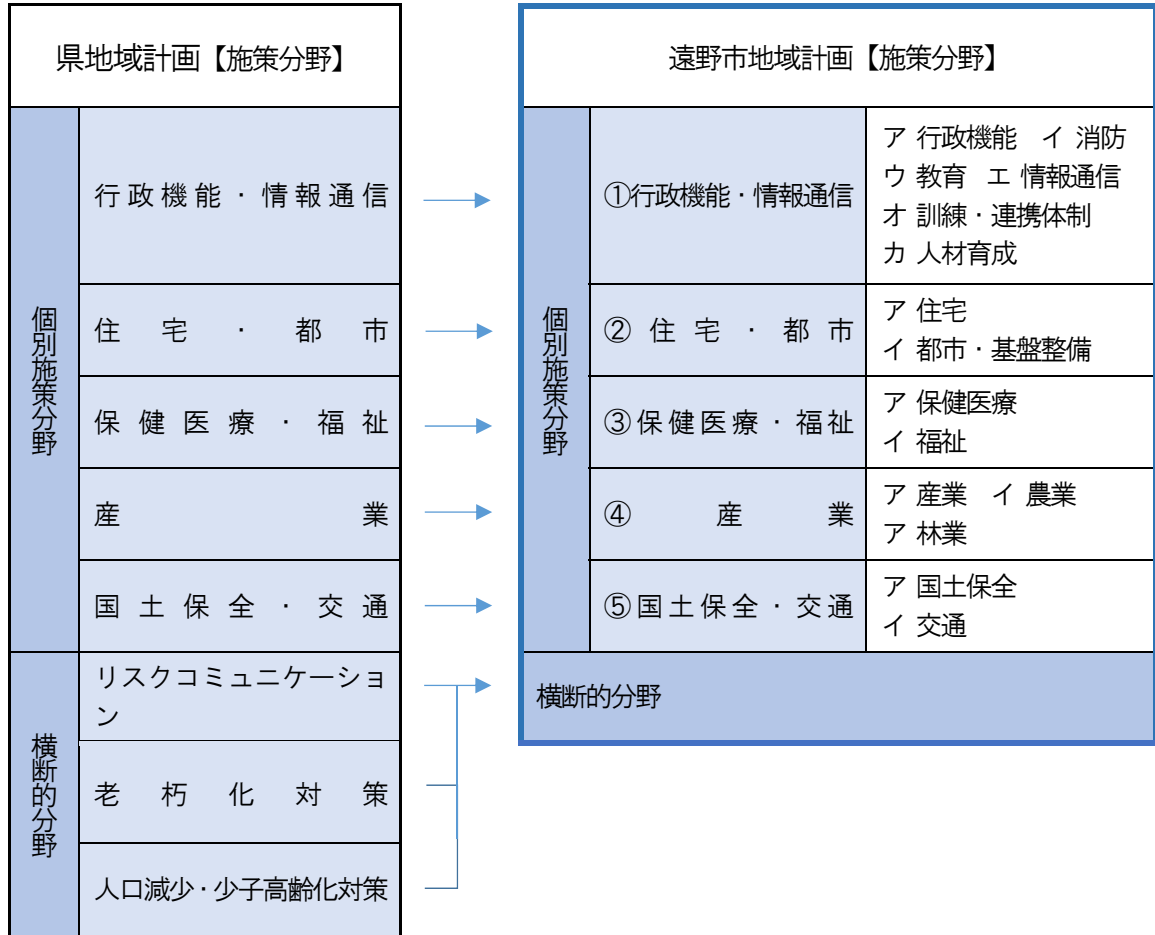 県地域計画【施策分野】
個別施策分野
行政機能・情報通信
住宅・都市
保健医療・福祉
産業
国土保全・交通
横断的分野
リスクコミュニケーショ
ン
老朽化対策
人口減少・少子高齢化対策
遠野市地域計画【施策分野】
個別施策分野
①行政機能・情報通信
ア 行政機能 イ 消防
ウ 教育 エ 情報通信
オ 訓練・連携体制
カ 人材育成
②住宅・都市
ア 住宅
イ 都市・基盤整備
③保健医療・福祉
ア 保健医療
イ 福祉
④産業
ア 産業 イ 農業
ア 林業
⑤国土保全・交通
ア 国土保全
イ 交通
横断的分野